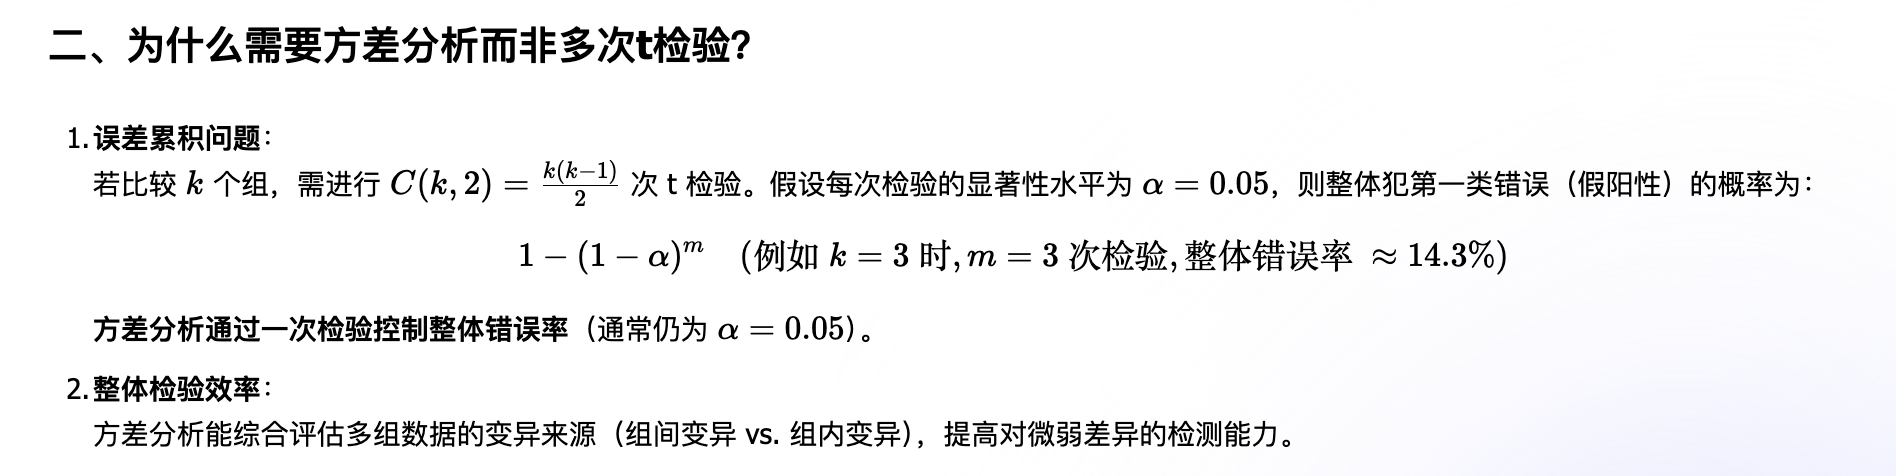 二、为什么需要方差分析而非多次t检验？
1. 误差累积问题：
若比较 k 个组，需进行 C(k, 2) = k(k−1)/2 次 t 检验。假设每次检验的显著性水平为 α = 0.05，则整体犯第一类错误（假阳性）的概率为：
1 − (1 − α)^m （例如 k = 3 时, m = 3 次检验, 整体错误率 ≈ 14.3%）
方差分析通过一次检验控制整体错误率（通常仍为 α = 0.05）。
2. 整体检验效率：
方差分析能综合评估多组数据的变异来源（组间变异 vs. 组内变异），提高对微弱差异的检测能力。